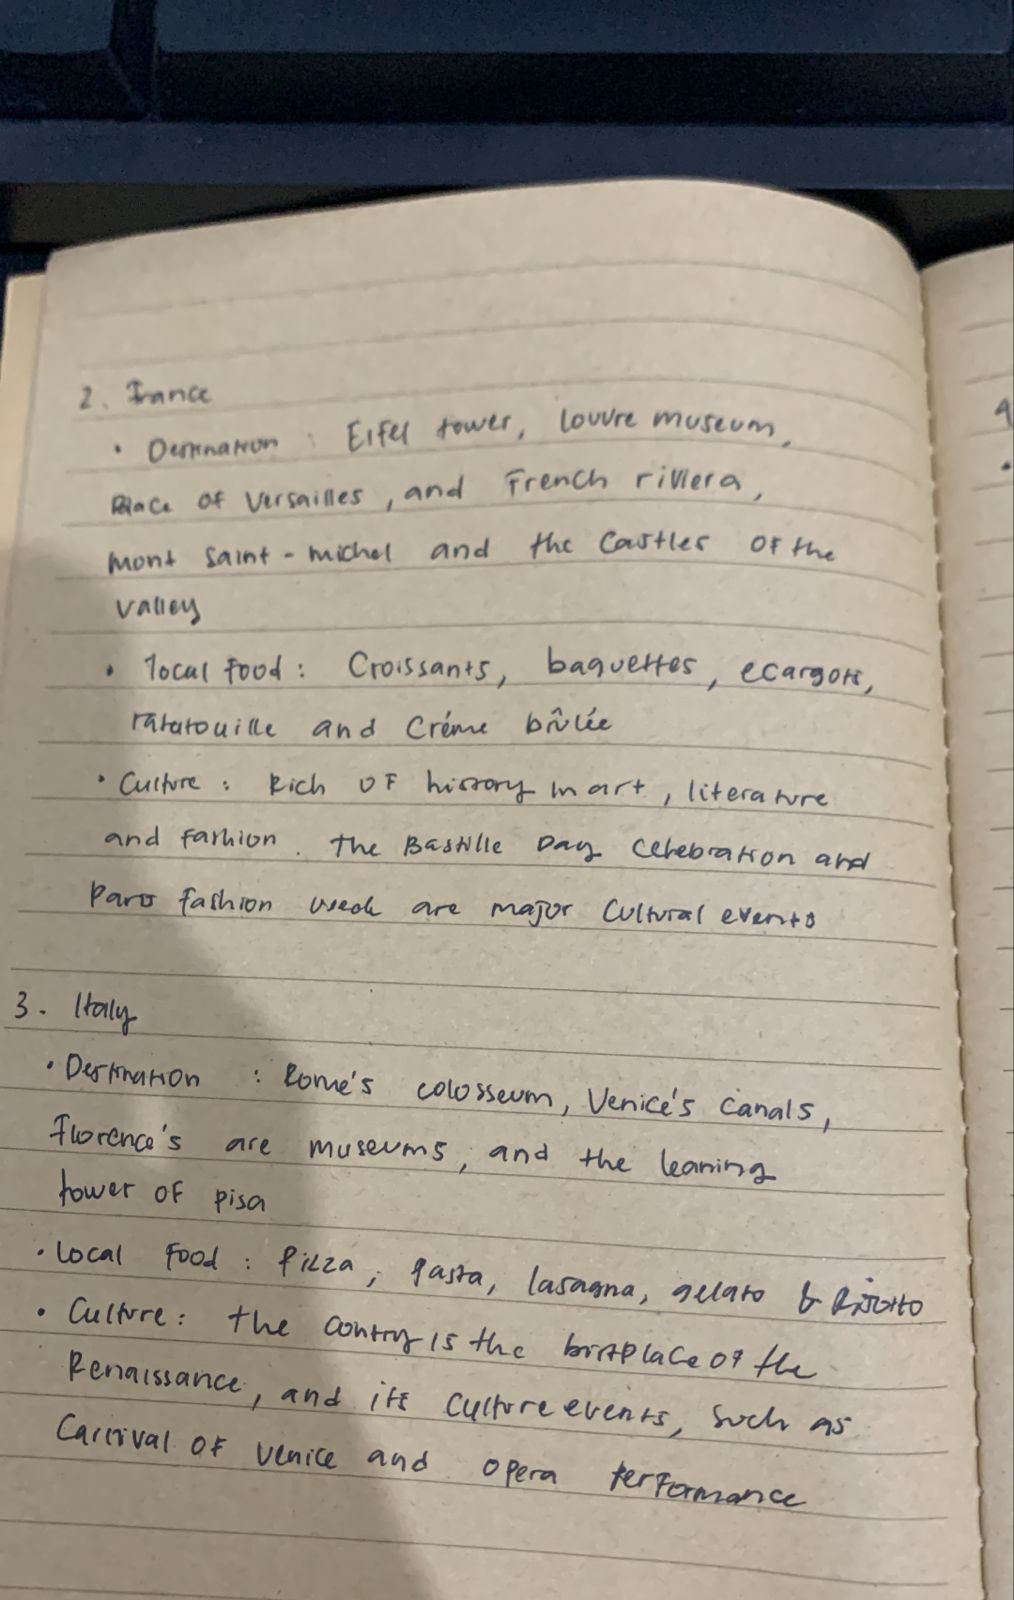 2. France
• Destination : Eifel tower, louvre museum,
Place of Versailles, and French riviera,
Mont Saint-michel and the Castles of the
Valley
• local food : Croissants, baguettes, ecargots,
ratatouille and Créme brûlée
• Culture : Rich of history in art, literature
and fashion. The Bastille Day celebration and
Paris fashion week are major cultural events
3. Italy
• Destination : Rome's colosseum, Venice's canals,
Florence's are museums, and the leaning
tower of pisa
• Local Food : Pizza, pasta, lasagna, gelato & Risotto
• Culture : the contry is the birtplace of the
Renaissance, and its culture events, such as
Carnival of venice and opera performance
4
•